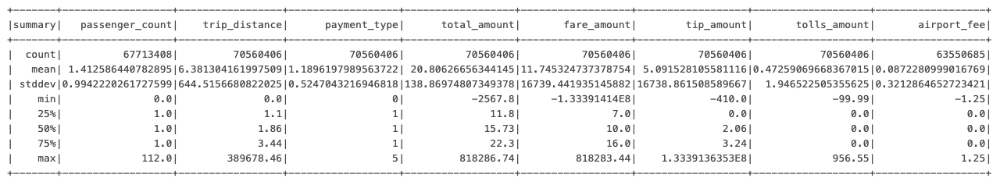 +-------+------------------+-----------------+------------------+------------------+------------------+------------------+------------------+------------------+
|summary|   passenger_count|    trip_distance|      payment_type|      total_amount|       fare_amount|        tip_amount|      tolls_amount|       airport_fee|
+-------+------------------+-----------------+------------------+------------------+------------------+------------------+------------------+------------------+
|  count|          67713408|         70560406|          70560406|          70560406|          70560406|          70560406|          70560406|          63550685|
|   mean| 1.412586440782895|6.381304161997509|1.1896197989563722| 20.80626656344145|11.745324737378754| 5.091528105581116|0.47259069668367015|0.0872280999016769|
| stddev|0.9942220261727599|644.5156680822025|0.5247043216946818|138.86974807349378|16739.441935145882|16738.861508589667| 1.946522505355625|0.3212864652723421|
|    min|               0.0|              0.0|                 0|           -2567.8|    -1.33391414E8|            -410.0|            -99.99|             -1.25|
|    25%|               1.0|              1.1|                 1|              11.8|               7.0|               0.0|               0.0|               0.0|
|    50%|               1.0|             1.86|                 1|             15.73|              10.0|              2.06|               0.0|               0.0|
|    75%|               1.0|             3.44|                 1|              22.3|              16.0|              3.24|               0.0|               0.0|
|    max|             112.0|        389678.46|                 5|         818286.74|         818283.44|    1.3339136353E8|            956.55|              1.25|
+-------+------------------+-----------------+------------------+------------------+------------------+------------------+------------------+------------------+